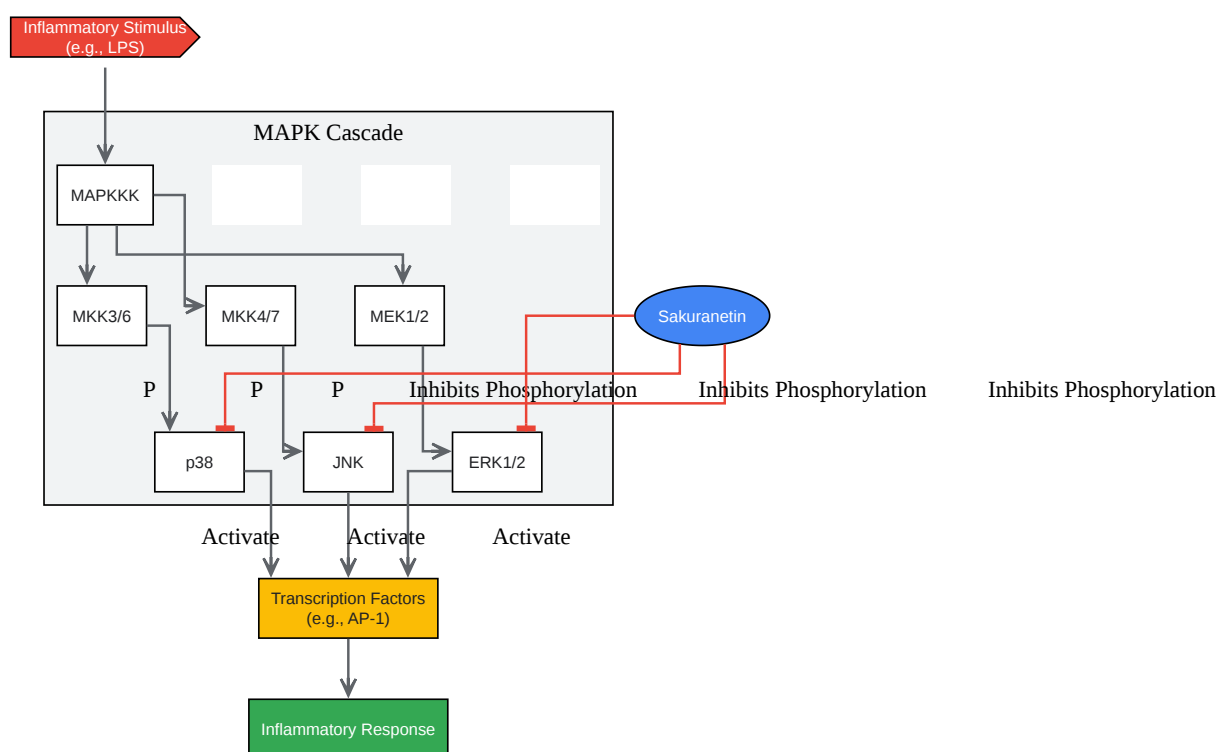 Inflammatory Stimulus
(e.g., LPS)
MAPK Cascade
MAPKKK
MKK3/6
MKK4/7
MEK1/2
Sakuranetin
P
P
P
Inhibits Phosphorylation
Inhibits Phosphorylation
Inhibits Phosphorylation
p38
JNK
ERK1/2
Activate
Activate
Activate
Transcription Factors
(e.g., AP-1)
Inflammatory Response